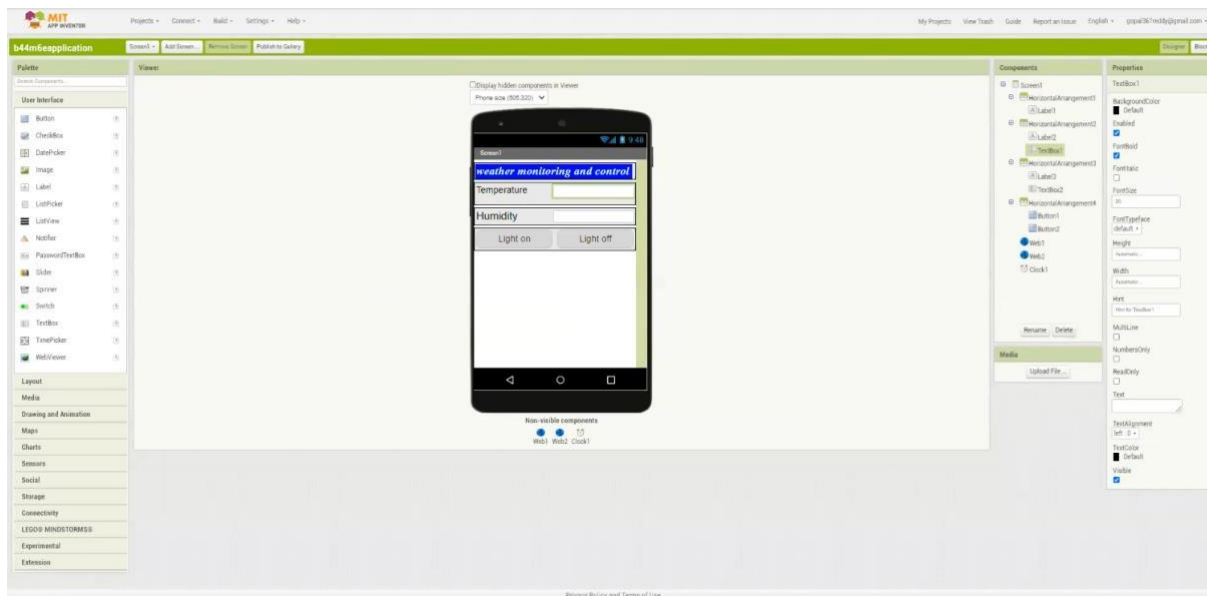 MIT
APP INVENTOR
Projects Connect Build Settings Help
My Projects View Trash Guide Report an Issue English gopal361reddy@gmail.com
b44m6eapplication
Screen1 Add Screen ... Remove Screen Publish to Gallery
Designer
Palette
Search Components...
User Interface
Button
CheckBox
DatePicker
Image
Label
ListPicker
ListView
Notifier
PasswordTextBox
Slider
Spinner
Switch
TextBox
TimePicker
WebViewer
Layout
Media
Drawing and Animation
Maps
Charts
Sensors
Social
Storage
Connectivity
LEGO® MINDSTORMS®
Experimental
Extension
Viewer
Display hidden components in Viewer
Phone size (505,320)
9:48
Screen1
weather monitoring and control
Temperature
Humidity
Light on Light off
Non-visible components
Web1 Web2 Clock1
Components
Screen1
HorizontalArrangement1
Label1
HorizontalArrangement2
Label2
TextBox1
HorizontalArrangement3
Label3
TextBox2
HorizontalArrangement4
Button1
Button2
Web1
Web2
Clock1
Rename Delete
Media
Upload File ...
Properties
TextBox1
BackgroundColor
Default
Enabled
FontBold
FontItalic
FontSize
FontTypeface
default
Height
Automatic...
Width
Automatic...
Hint
Hint for TextBox1
MultiLine
NumbersOnly
ReadOnly
Text
TextAlignment
left : 0
TextColor
Default
Visible
Privacy Policy and Terms of Use